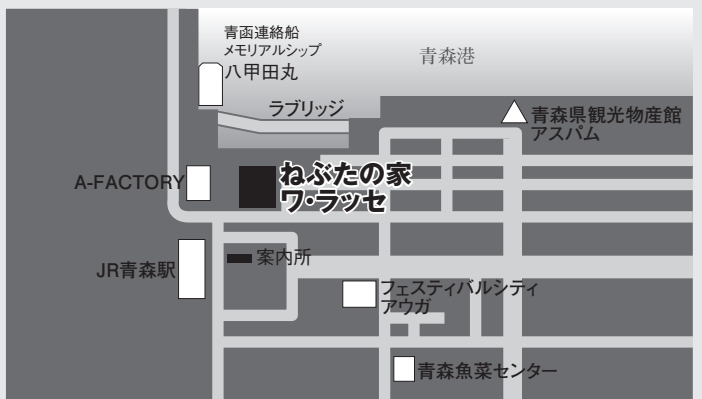 青函連絡船
メモリアルシップ
八甲田丸
青森港
ラブリッジ
青森県観光物産館
アスパム
A-FACTORY
ねぶたの家
ワ・ラッセ
案内所
JR青森駅
フェスティバルシティ
アウガ
青森魚菜センター